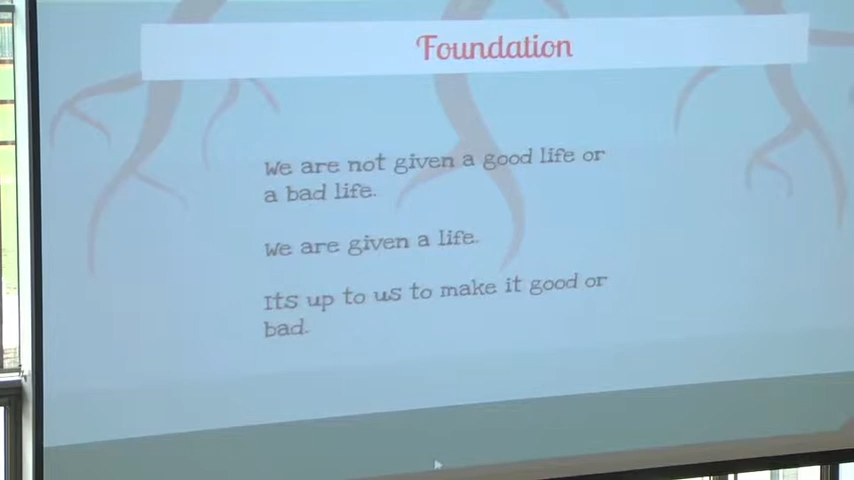 Foundation
We are not given a good life or
a bad life.
We are given a life.
Its up to us to make it good or
bad.